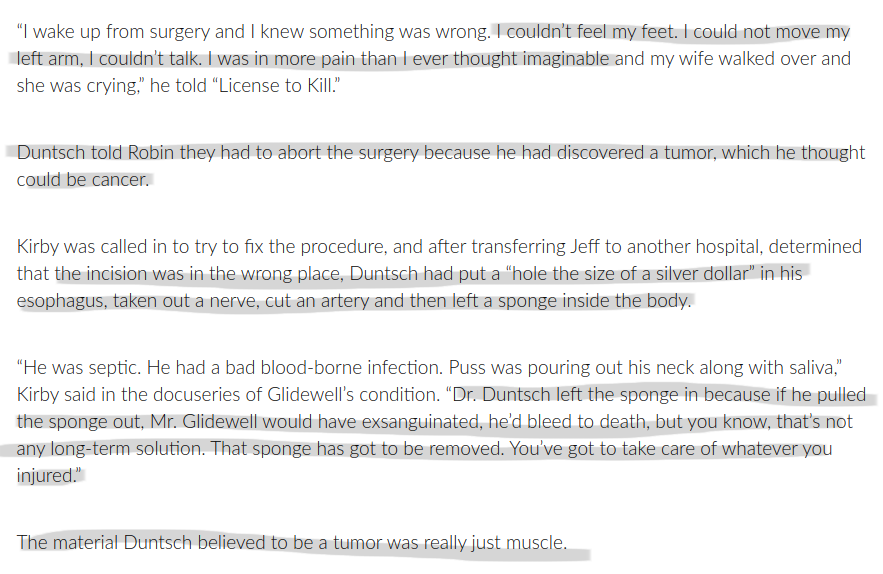 “I wake up from surgery and I knew something was wrong. I couldn’t feel my feet. I could not move my
left arm, I couldn’t talk. I was in more pain than I ever thought imaginable and my wife walked over and
she was crying,” he told “License to Kill.”
Duntsch told Robin they had to abort the surgery because he had discovered a tumor, which he thought
could be cancer.
Kirby was called in to try to fix the procedure, and after transferring Jeff to another hospital, determined
that the incision was in the wrong place, Duntsch had put a “hole the size of a silver dollar” in his
esophagus, taken out a nerve, cut an artery and then left a sponge inside the body.
“He was septic. He had a bad blood-borne infection. Puss was pouring out his neck along with saliva,”
Kirby said in the docuseries of Glidewell’s condition. “Dr. Duntsch left the sponge in because if he pulled
the sponge out, Mr. Glidewell would have exsanguinated, he’d bleed to death, but you know, that’s not
any long-term solution. That sponge has got to be removed. You’ve got to take care of whatever you
injured.”
The material Duntsch believed to be a tumor was really just muscle.